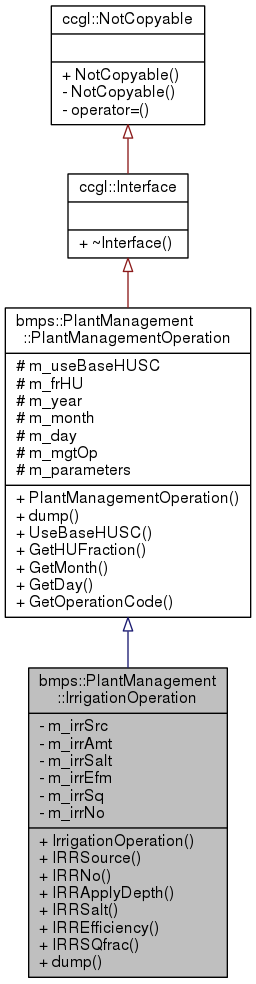 ccgl::NotCopyable
+ NotCopyable()
- NotCopyable()
- operator=()
ccgl::Interface
+ ~Interface()
bmps::PlantManagement
::PlantManagementOperation
# m_useBaseHUSC
# m_frHU
# m_year
# m_month
# m_day
# m_mgtOp
# m_parameters
+ PlantManagementOperation()
+ dump()
+ UseBaseHUSC()
+ GetHUFraction()
+ GetMonth()
+ GetDay()
+ GetOperationCode()
bmps::PlantManagement
::IrrigationOperation
- m_irrSrc
- m_irrAmt
- m_irrSalt
- m_irrEfm
- m_irrSq
- m_irrNo
+ IrrigationOperation()
+ IRRSource()
+ IRRNo()
+ IRRApplyDepth()
+ IRRSalt()
+ IRREfficiency()
+ IRRSQfrac()
+ dump()